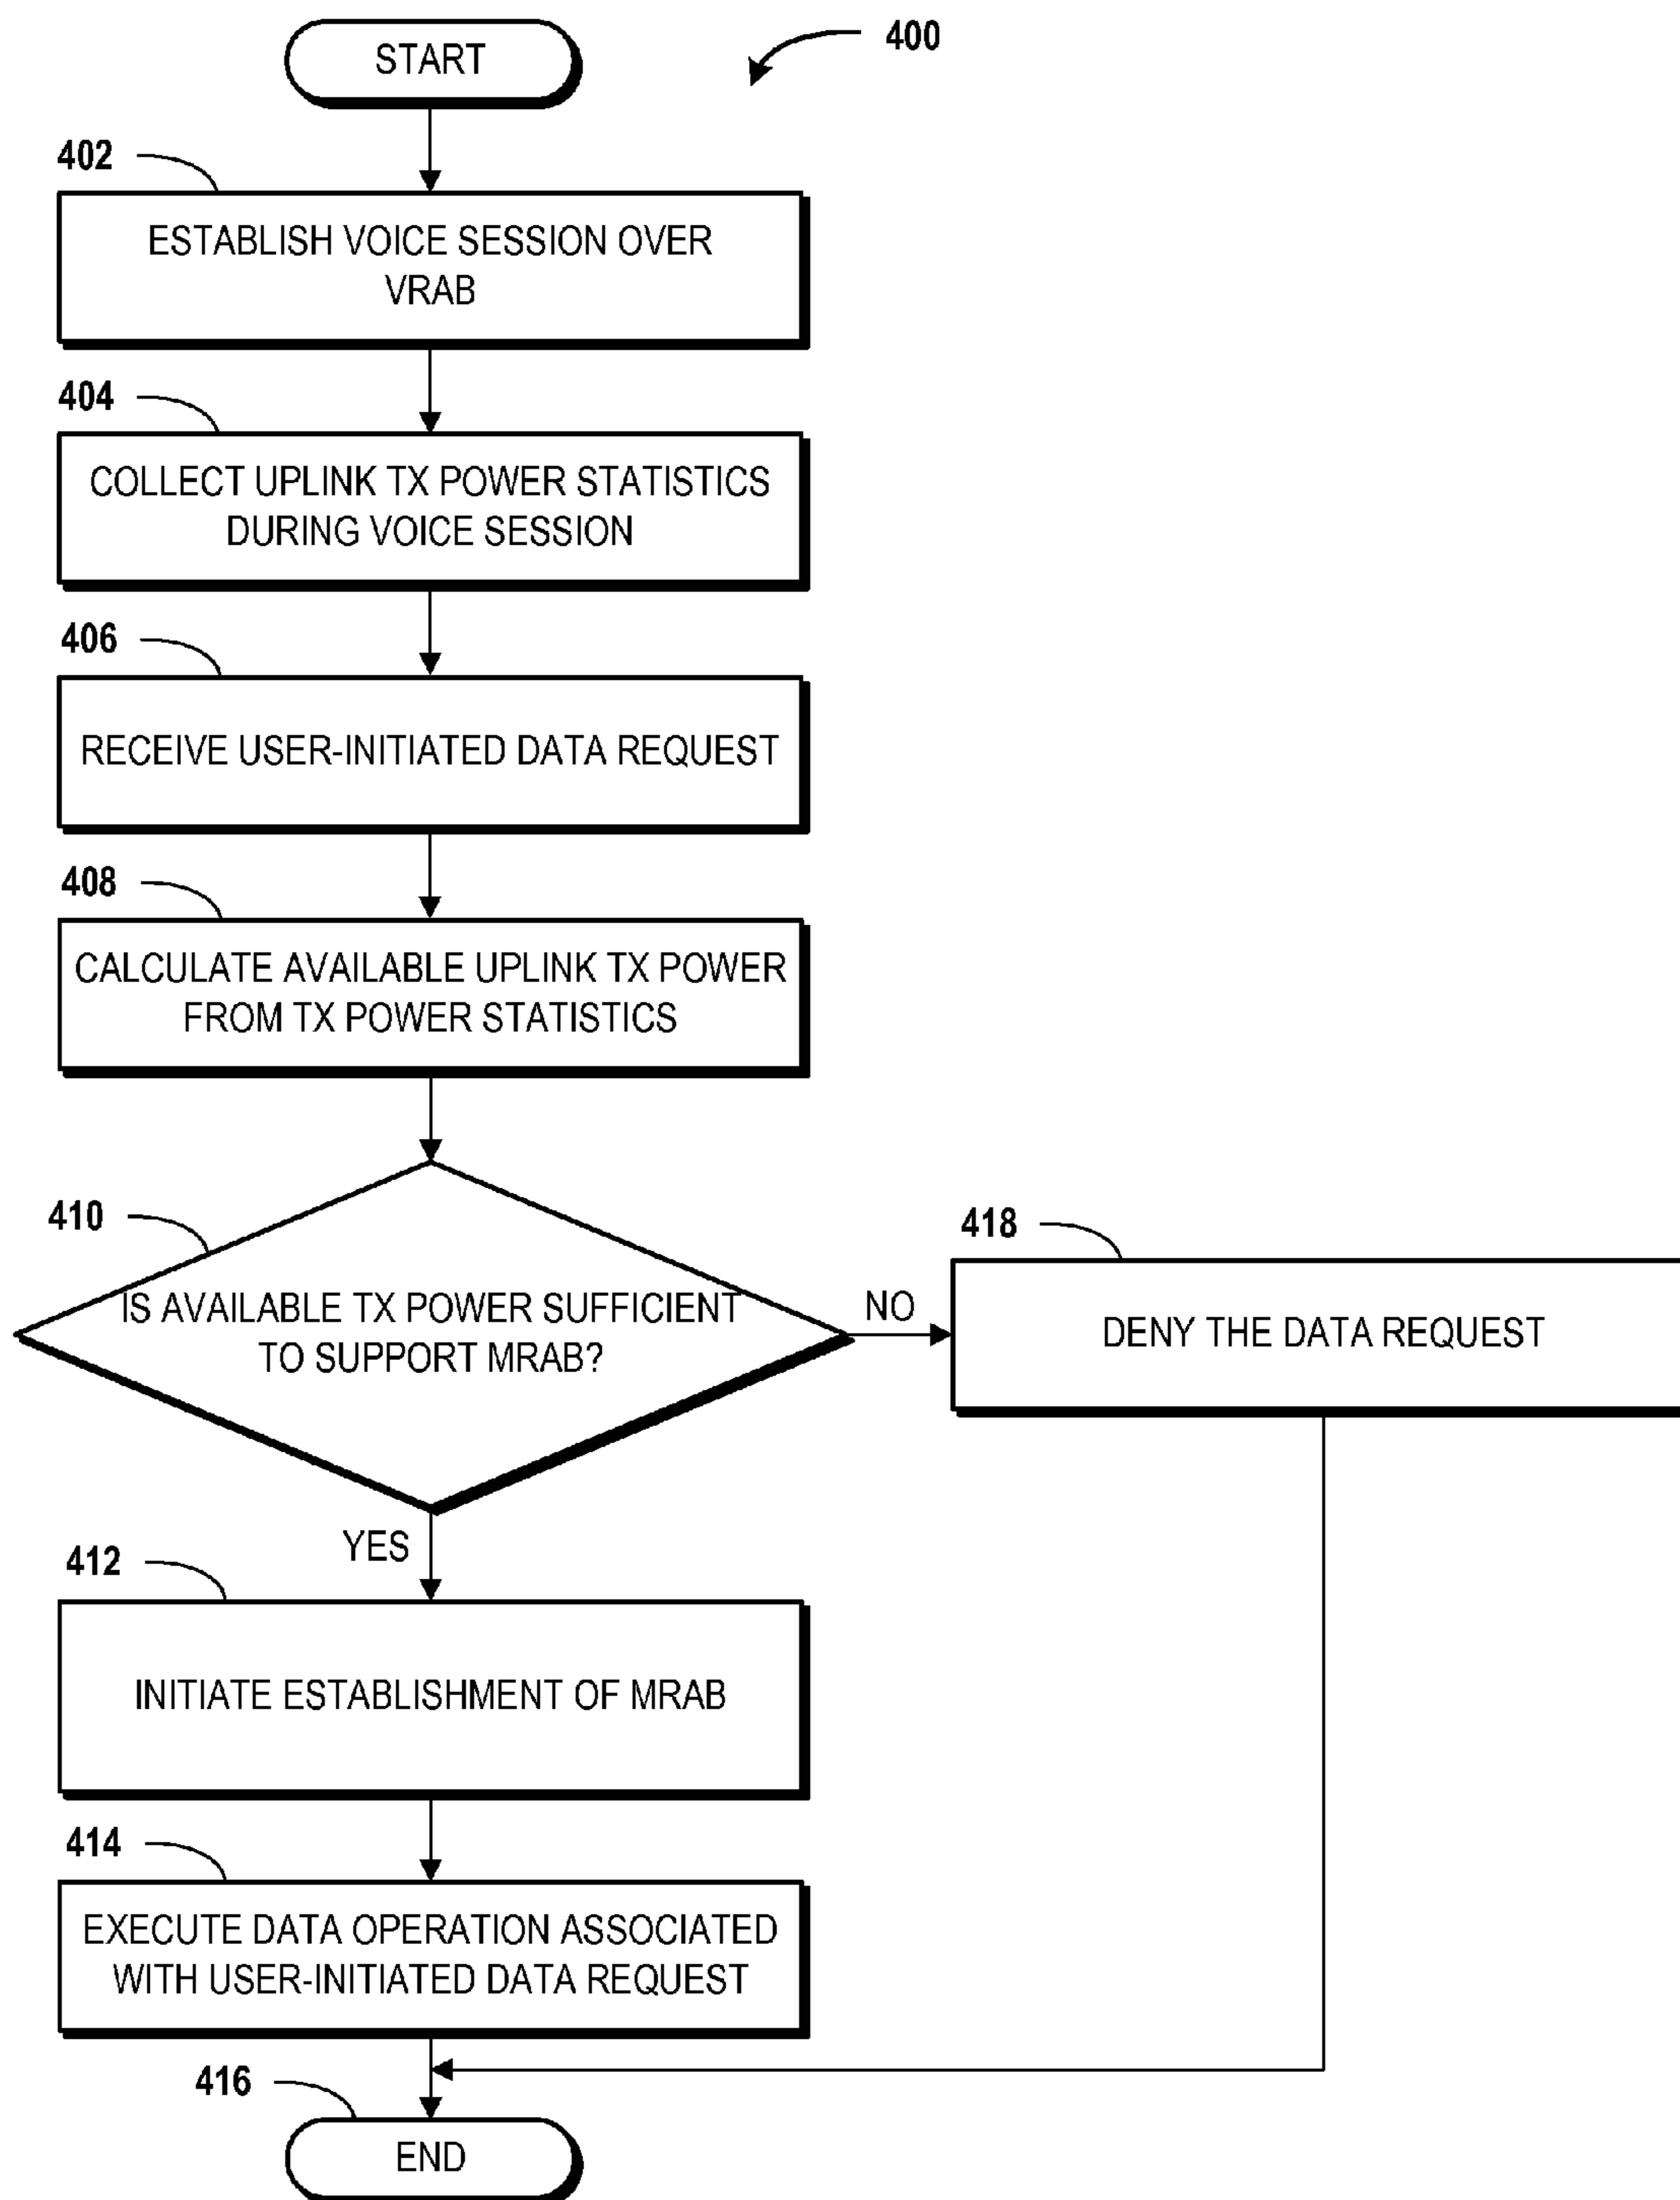 START
400
402
ESTABLISH VOICE SESSION OVER
VRAB
404
COLLECT UPLINK TX POWER STATISTICS
DURING VOICE SESSION
406
RECEIVE USER-INITIATED DATA REQUEST
408
CALCULATE AVAILABLE UPLINK TX POWER
FROM TX POWER STATISTICS
410
IS AVAILABLE TX POWER SUFFICIENT
TO SUPPORT MRAB?
NO
418
DENY THE DATA REQUEST
YES
412
INITIATE ESTABLISHMENT OF MRAB
414
EXECUTE DATA OPERATION ASSOCIATED
WITH USER-INITIATED DATA REQUEST
416
END